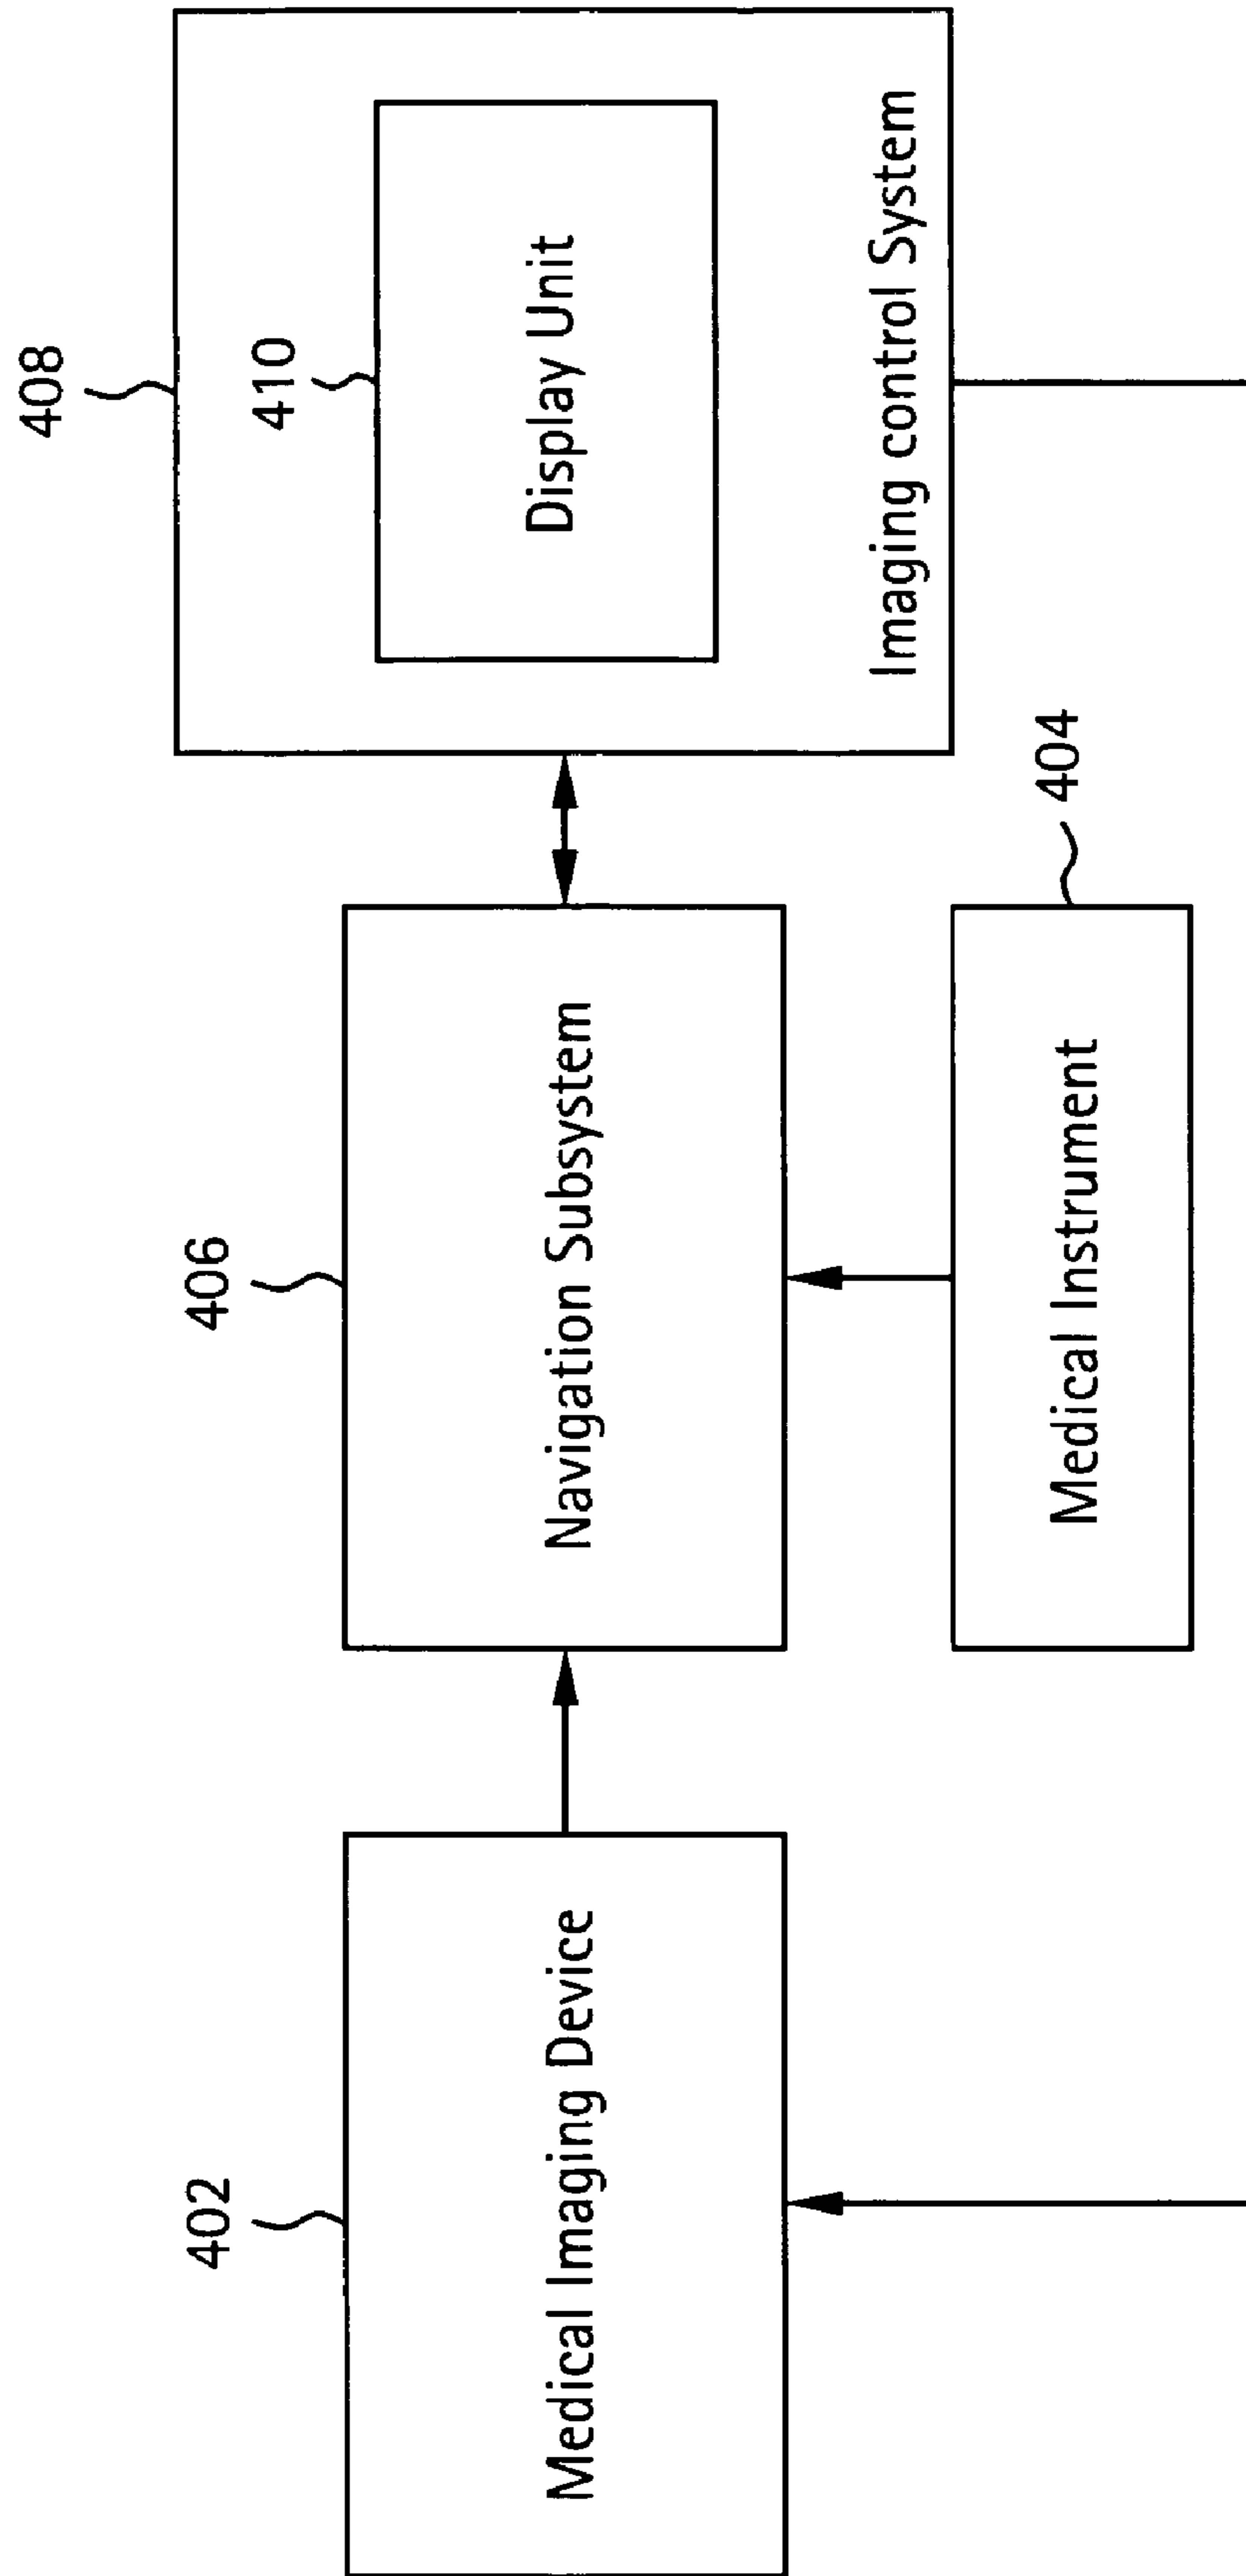 402
Medical Imaging Device
406
Navigation Subsystem
404
Medical Instrument
408
410
Display Unit
Imaging control System